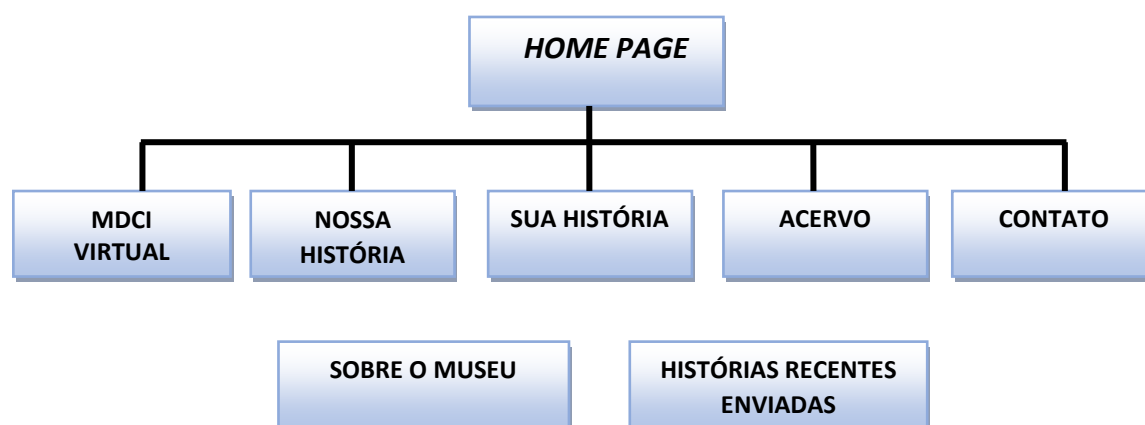 HOME PAGE
MDCI
VIRTUAL
NOSSA
HISTÓRIA
SUA HISTÓRIA
ACERVO
CONTATO
SOBRE O MUSEU
HISTÓRIAS RECENTES
ENVIADAS